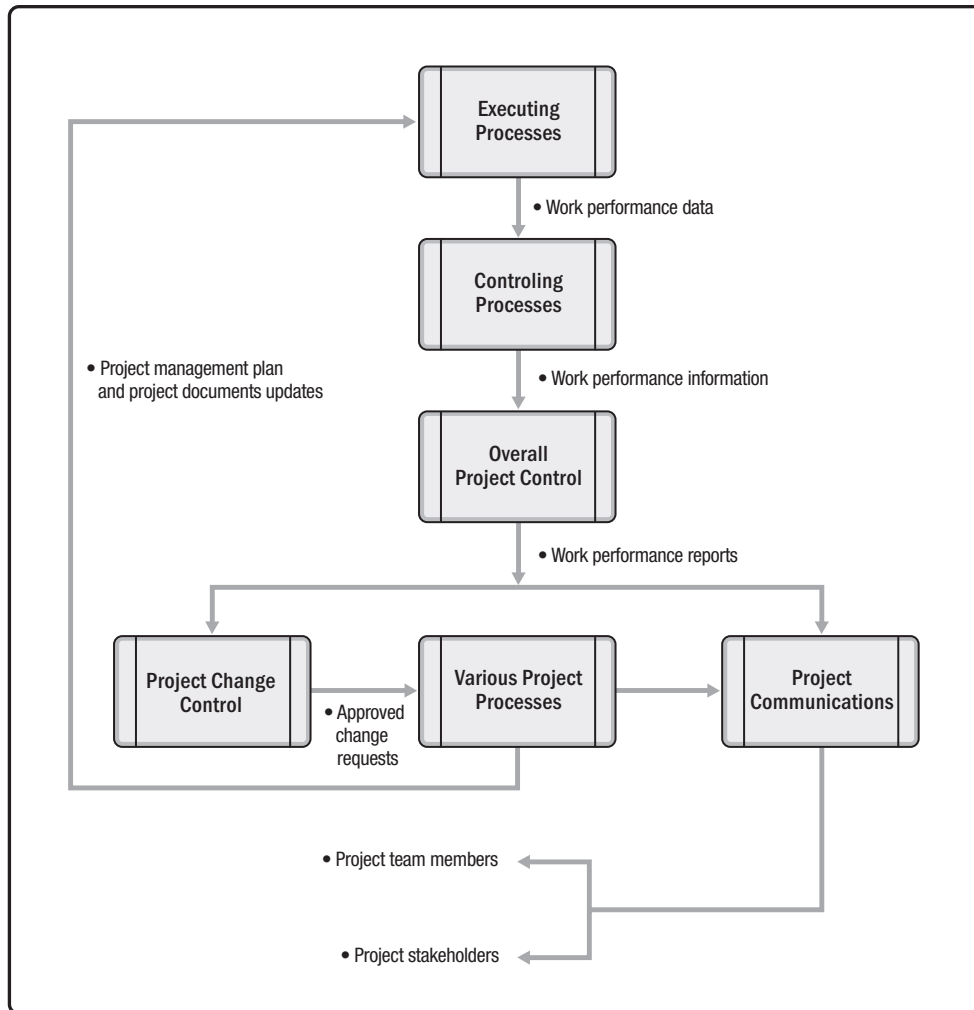 Executing
Processes
• Work performance data
Controling
Processes
• Project management plan
and project documents updates
• Work performance information
Overall
Project Control
• Work performance reports
Project Change
Control
• Approved
change
requests
Various Project
Processes
Project
Communications
• Project team members
• Project stakeholders